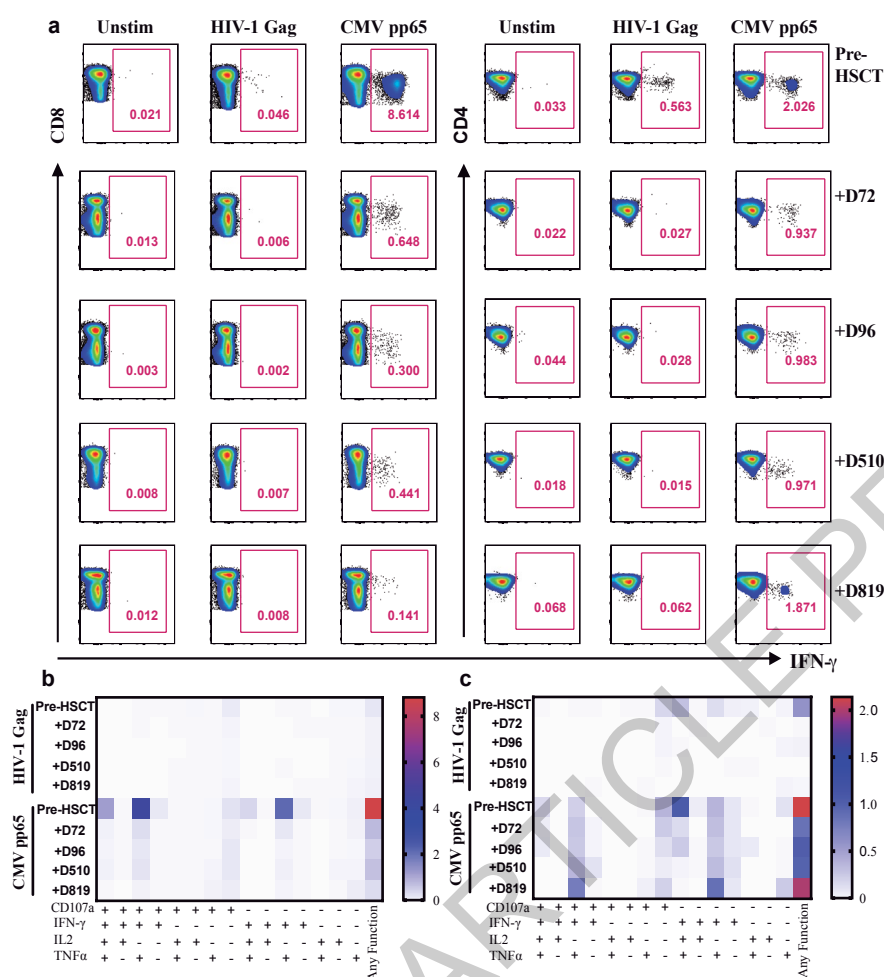 a
Unstim HIV-1 Gag CMV pp65 Unstim HIV-1 Gag CMV pp65
Pre-
HSCT
CD8 CD4
0.021 0.046 8.614 0.033 0.563 2.026
+D72
0.013 0.006 0.648 0.022 0.027 0.937
+D96
0.003 0.002 0.300 0.044 0.028 0.983
+D510
0.008 0.007 0.441 0.018 0.015 0.971
+D819
0.012 0.008 0.141 0.068 0.062 1.871
IFN-γ
b
HIV-1 Gag
Pre-HSCT
+D72
+D96
+D510
+D819
CMV pp65
Pre-HSCT
+D72
+D96
+D510
+D819
8
6
4
2
0
CD107a + + + + + + + + - - - - - - -
IFN-γ + + + + - - - - + + + + - - -
IL2 + + - - + + - - + + - - + + -
TNFα + - + - + - + - + - + - + - +
Any Function
c
HIV-1 Gag
Pre-HSCT
+D72
+D96
+D510
+D819
CMV pp65
Pre-HSCT
+D72
+D96
+D510
+D819
2.0
1.5
1.0
0.5
0
CD107a + + + + + + + + - - - - - - -
IFN-γ + + + + - - - - + + + + - - -
IL2 + + - - + + - - + + - - + + -
TNFα + - + - + - + - + - + - + - +
Any Function
ARTICLE